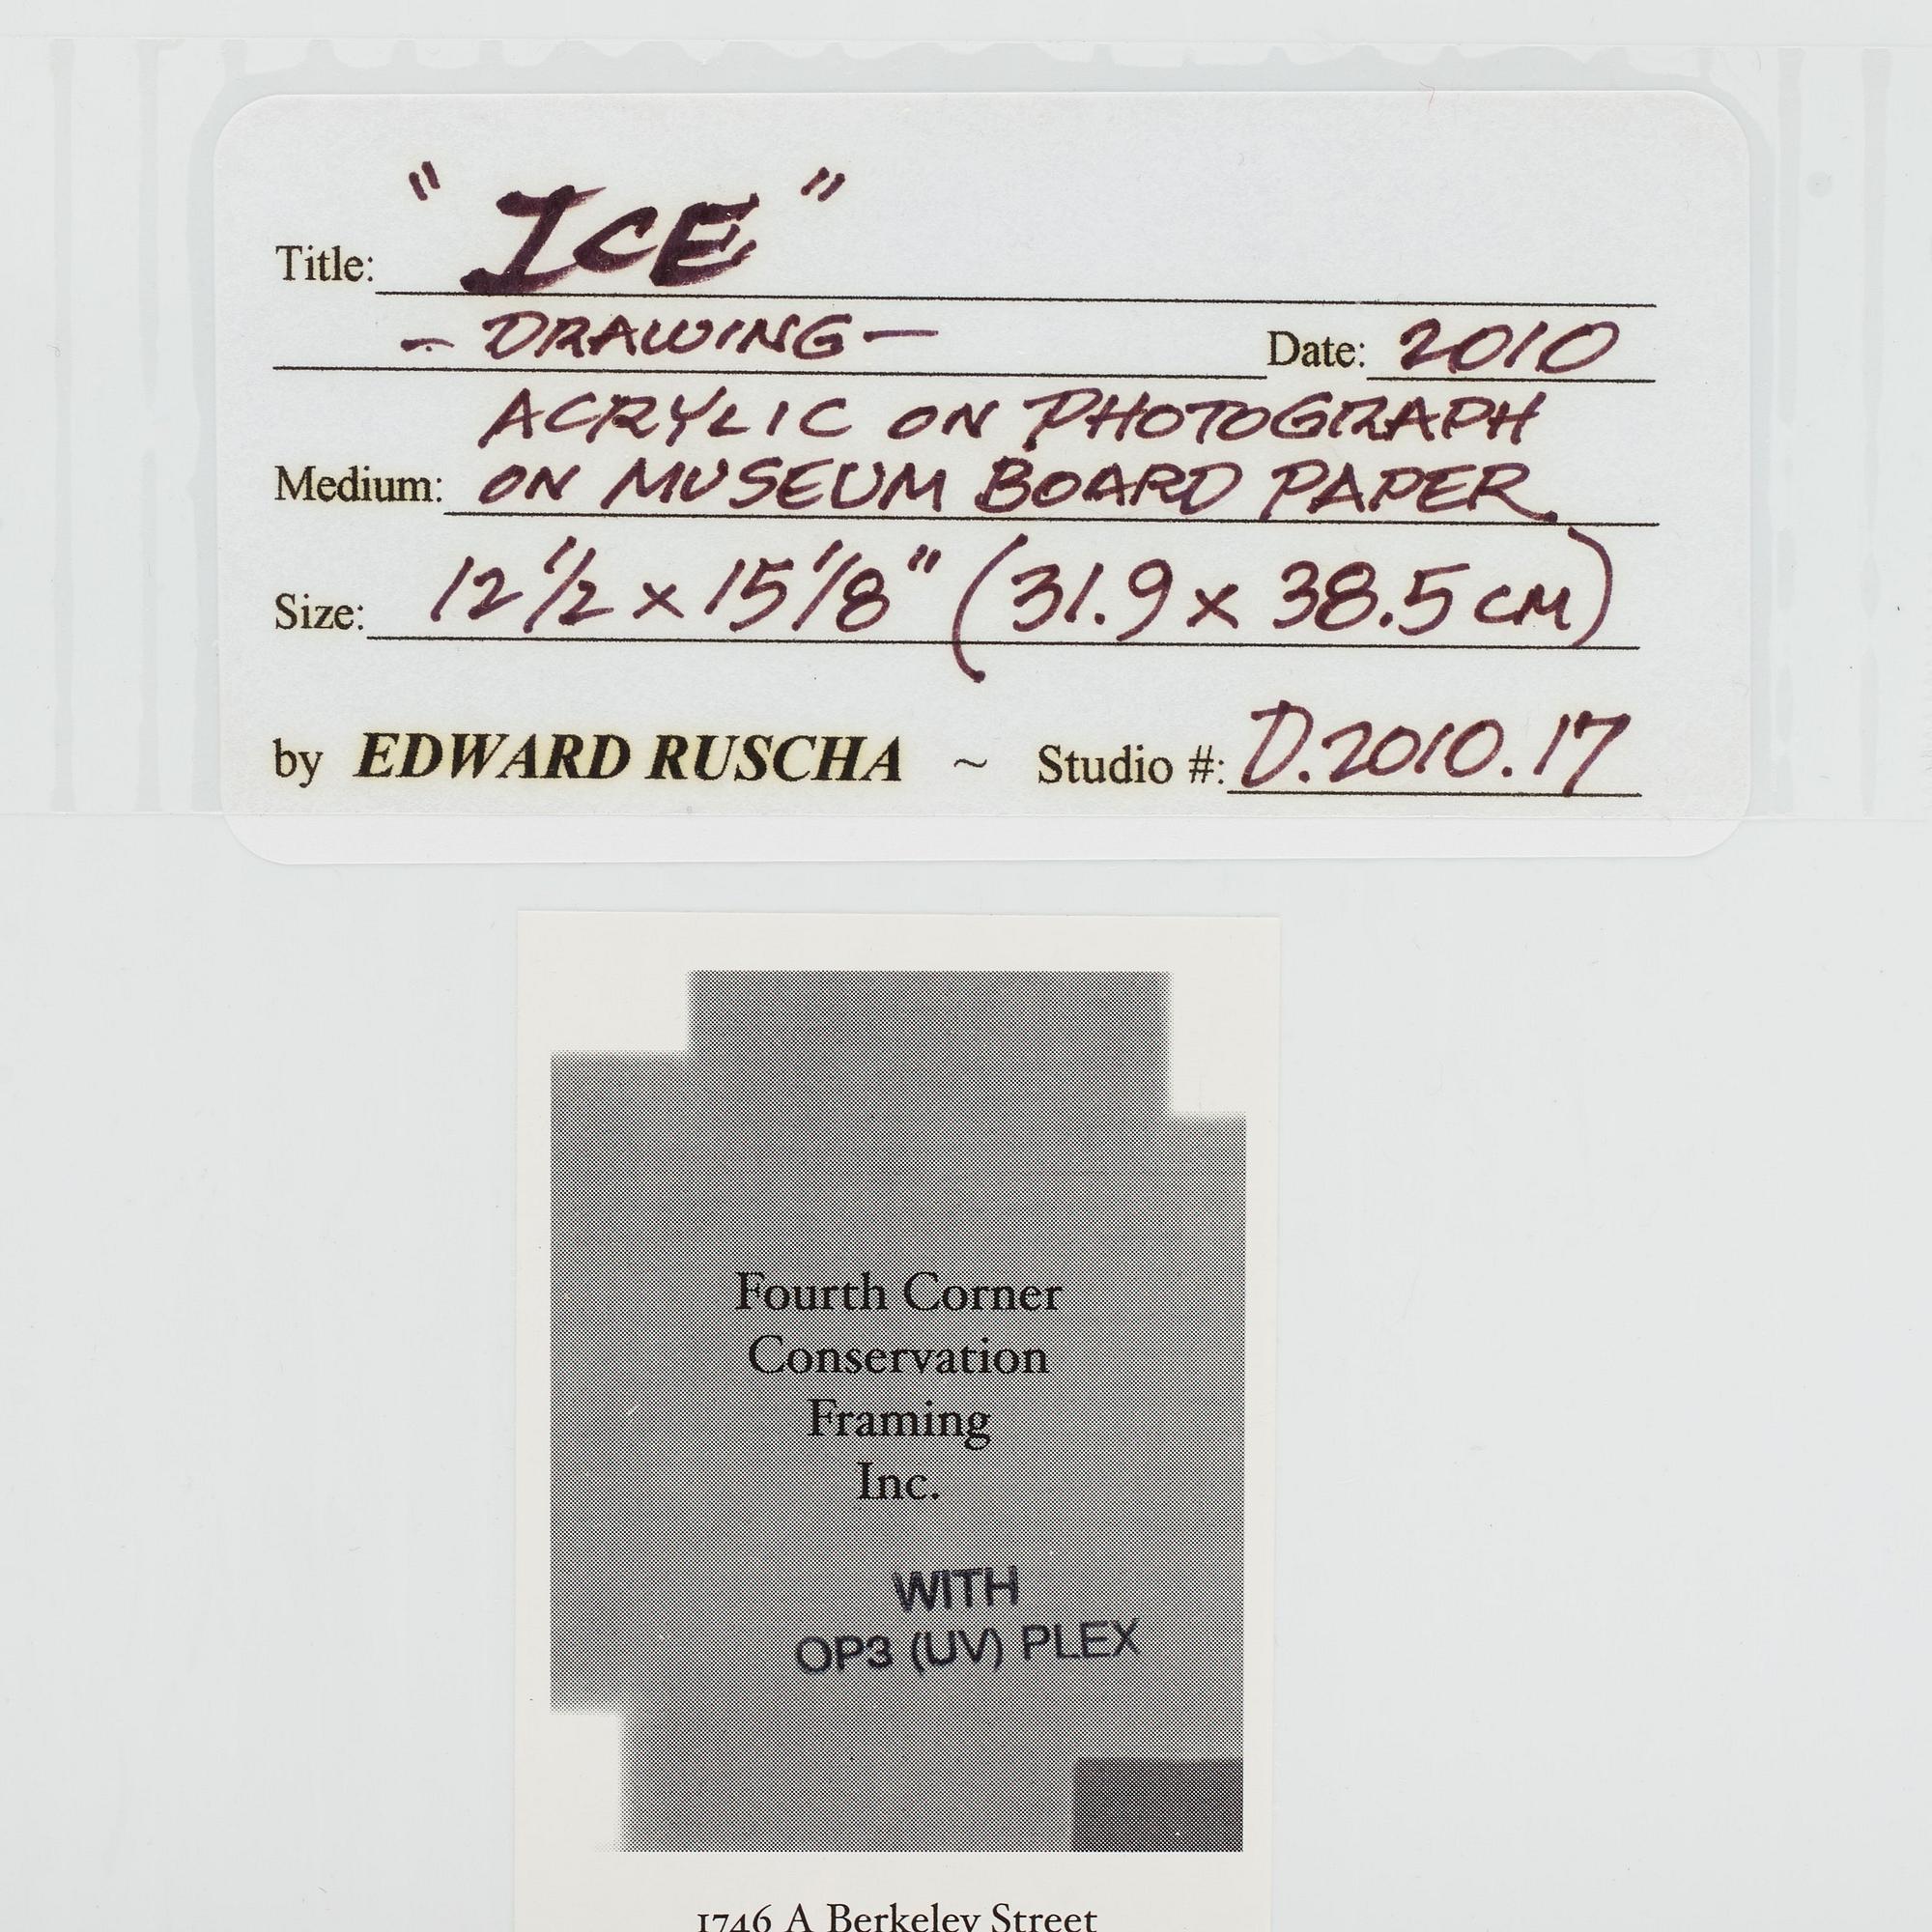 Title: "ICE"
- DRAWING - Date: 2010
ACRYLIC ON PHOTOGRAPH
Medium: ON MUSEUM BOARD PAPER
Size: 12 1/2 x 15 1/8" (31.9 x 38.5 CM)
by EDWARD RUSCHA ~ Studio #: D.2010.17
Fourth Corner
Conservation
Framing
Inc.
WITH
OP3 (UV) PLEX
1746 A Berkeley Street